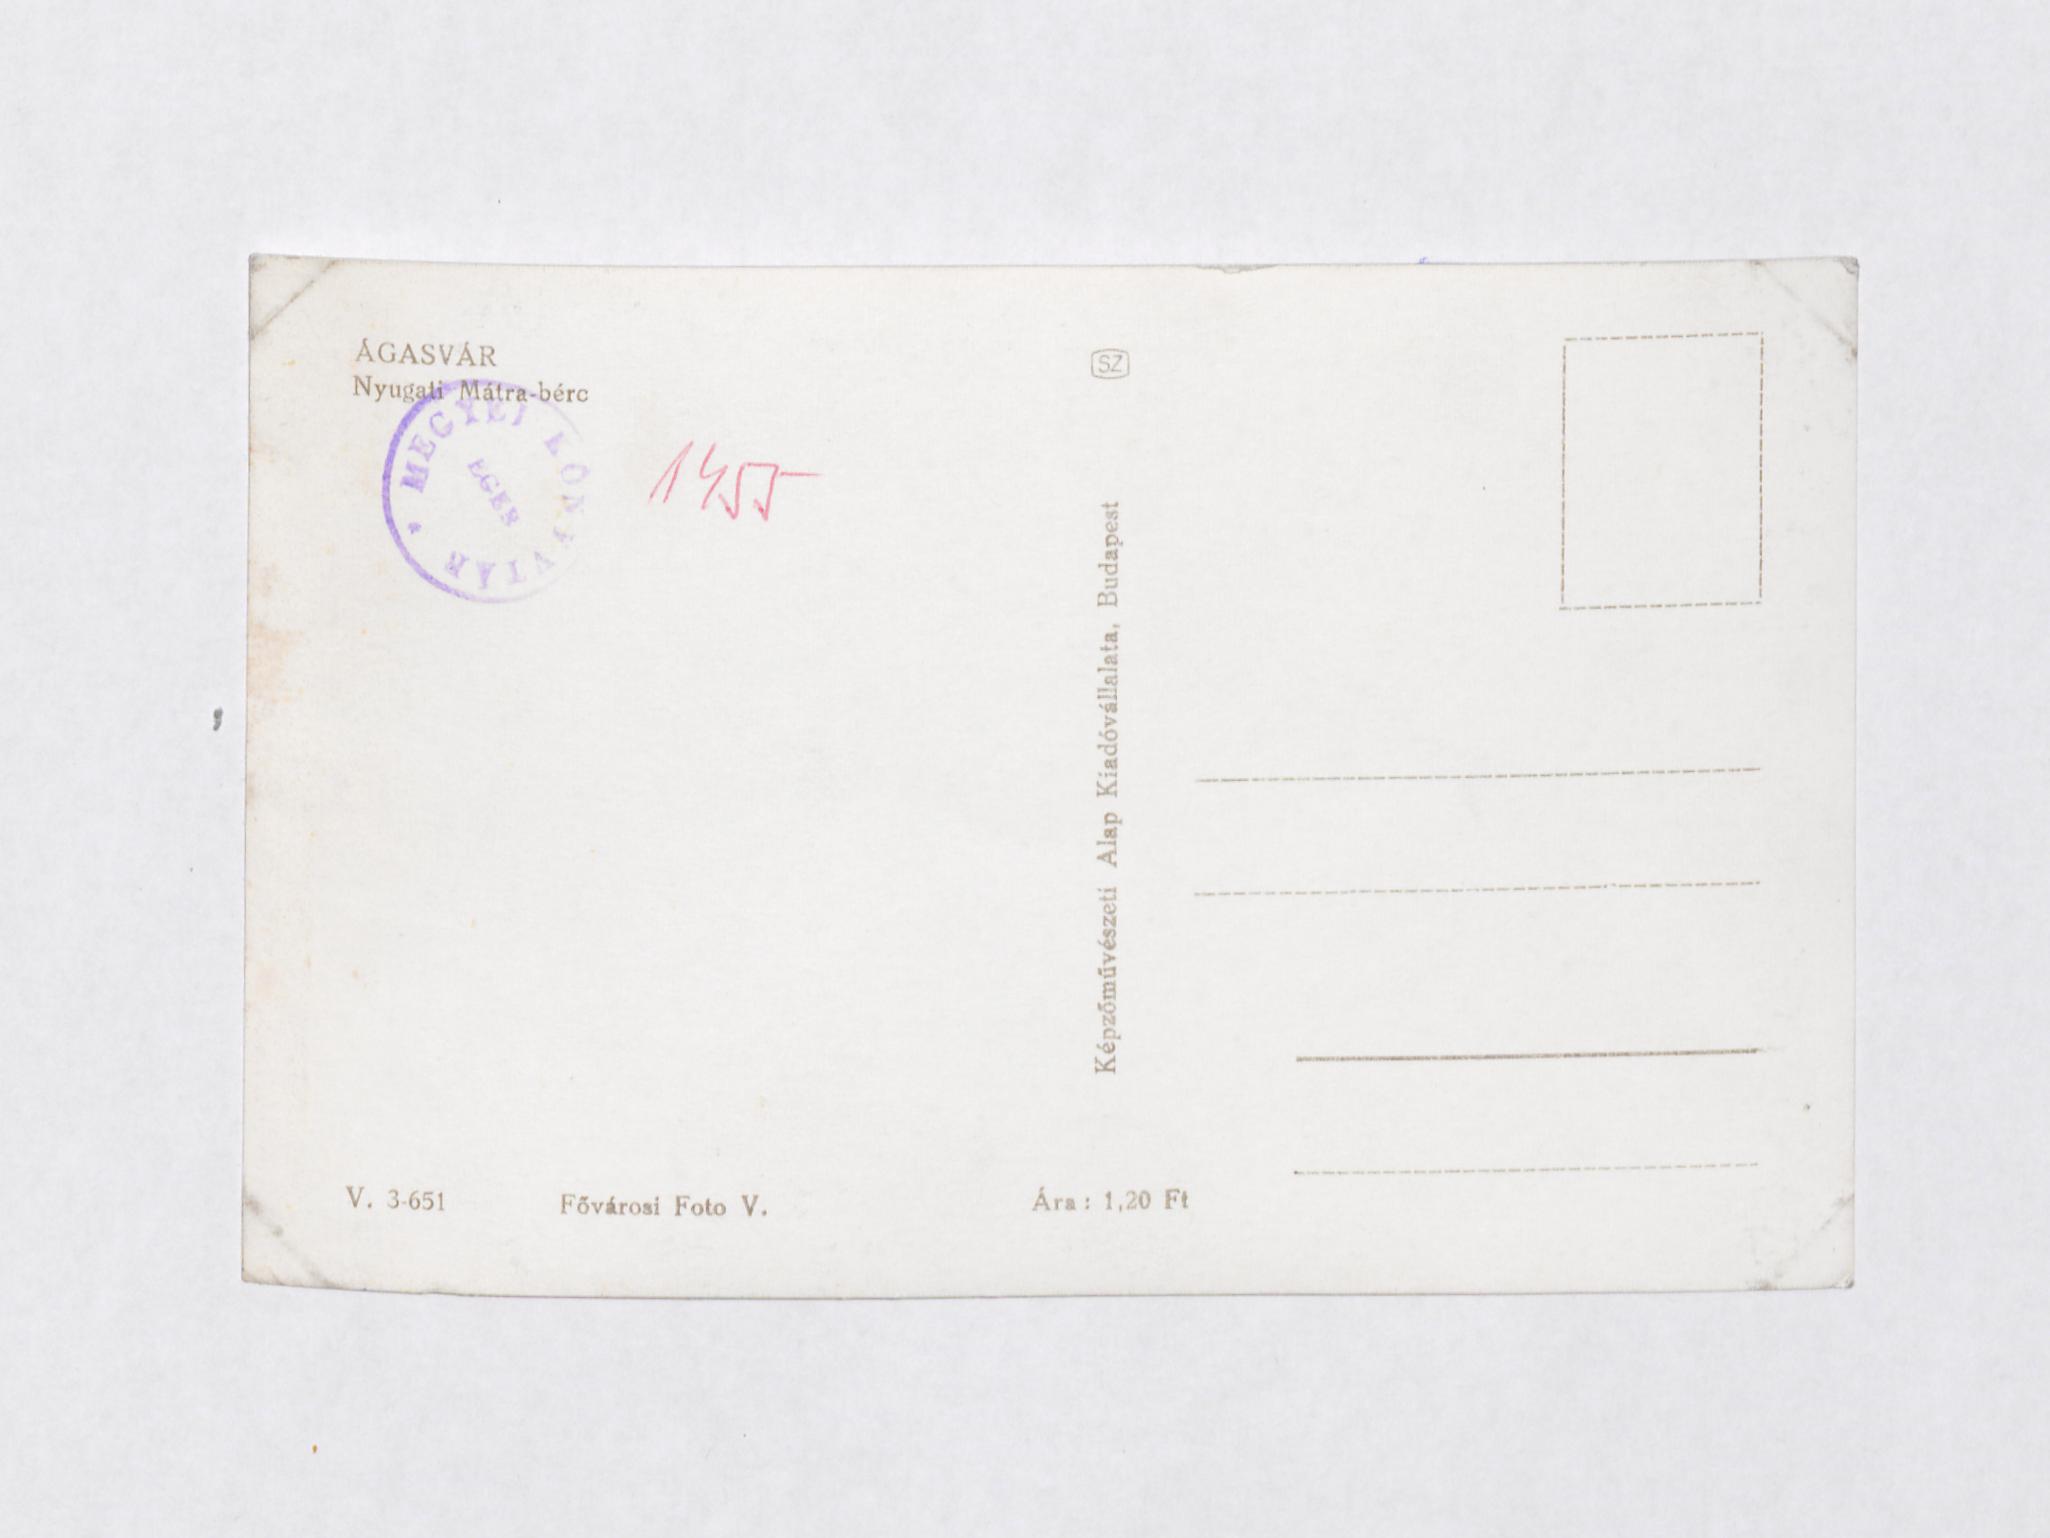 ÁGASVÁR
Nyugati Mátra-bérc
MEGYEI KÖNYVTÁR
EGER
1455
SZ
Képzőművészeti Alap Kiadóvállalata, Budapest
V. 3-651
Fővárosi Foto V.
Ára: 1,20 Ft